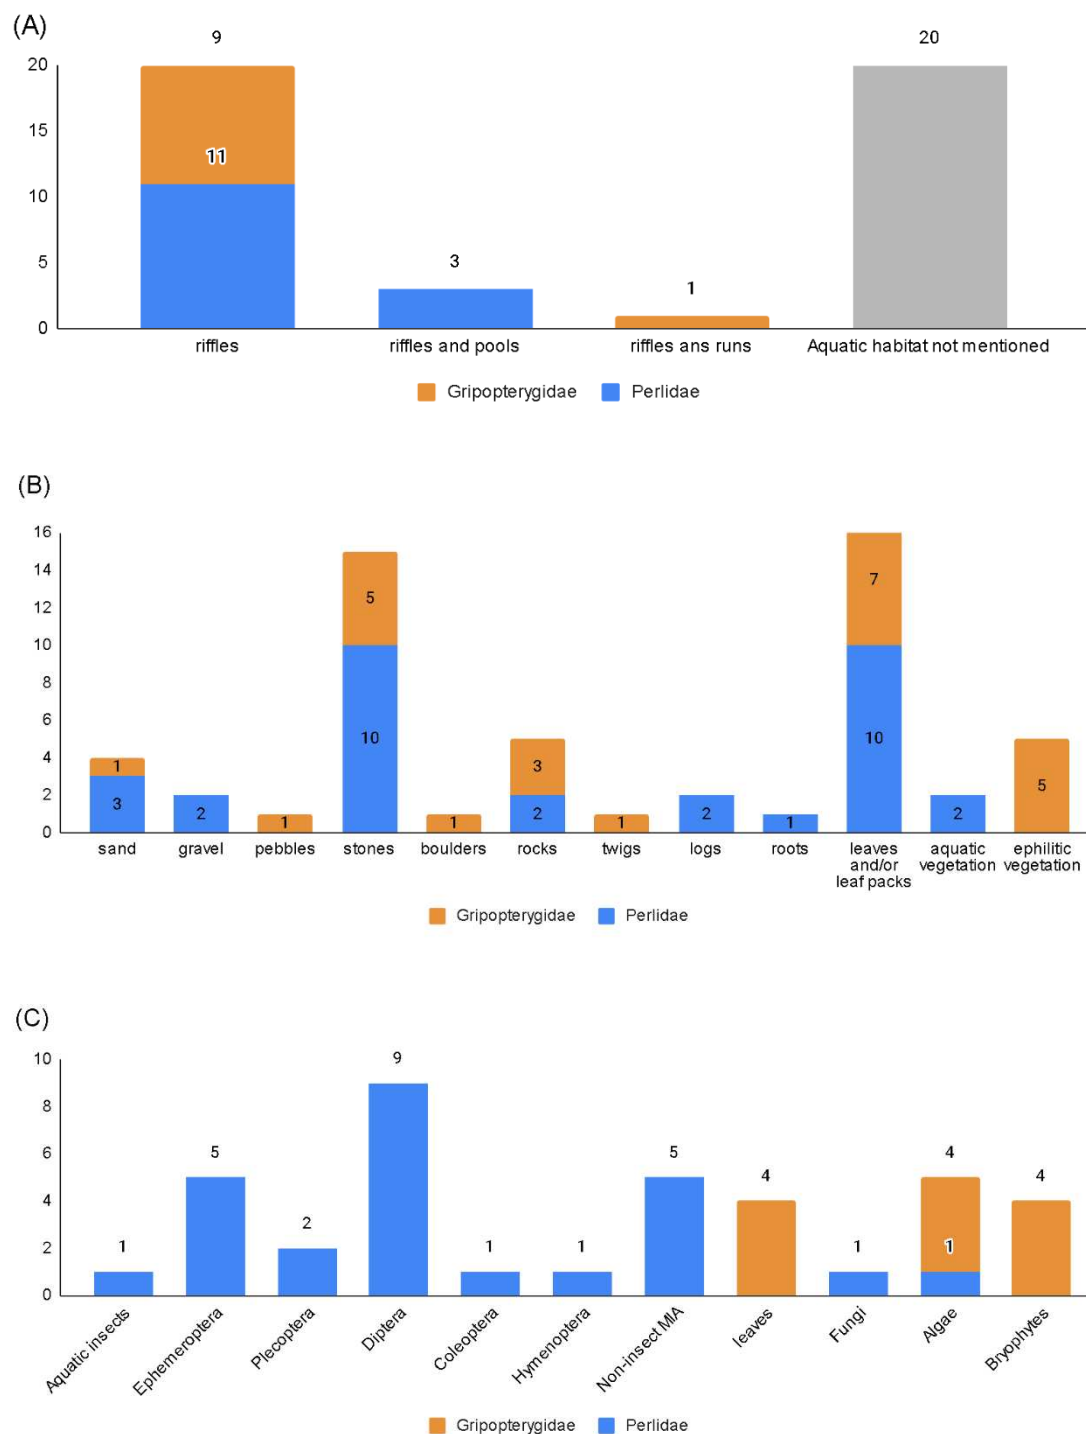 (A)
9
20
20
15
11
10
5
3
1
0
riffles
riffles and pools
riffles ans runs
Aquatic habitat not mentioned
Gripopterygidae
Perlidae
(B)
16
14
12
10
8
6
4
2
0
5
7
10
10
1
3
2
1
1
3
2
1
2
1
2
5
sand
gravel
pebbles
stones
boulders
rocks
twigs
logs
roots
leaves
and/or
leaf packs
aquatic
vegetation
ephilitic
vegetation
Gripopterygidae
Perlidae
(C)
10
8
6
4
2
0
1
5
2
9
1
1
5
4
1
4
1
4
Aquatic insects
Ephemeroptera
Plecoptera
Diptera
Coleoptera
Hymenoptera
Non-insect MIA
leaves
Fungi
Algae
Bryophytes
Gripopterygidae
Perlidae